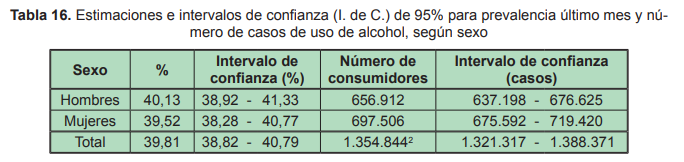 Tabla 16. Estimaciones e intervalos de confianza (I. de C.) de 95% para prevalencia último mes y nú-
mero de casos de uso de alcohol, según sexo
Sexo % Intervalo de confianza (%) Número de consumidores Intervalo de confianza (casos)
Hombres 40,13 38,92 - 41,33 656.912 637.198 - 676.625
Mujeres 39,52 38,28 - 40,77 697.506 675.592 - 719.420
Total 39,81 38,82 - 40,79 1.354.844² 1.321.317 - 1.388.371